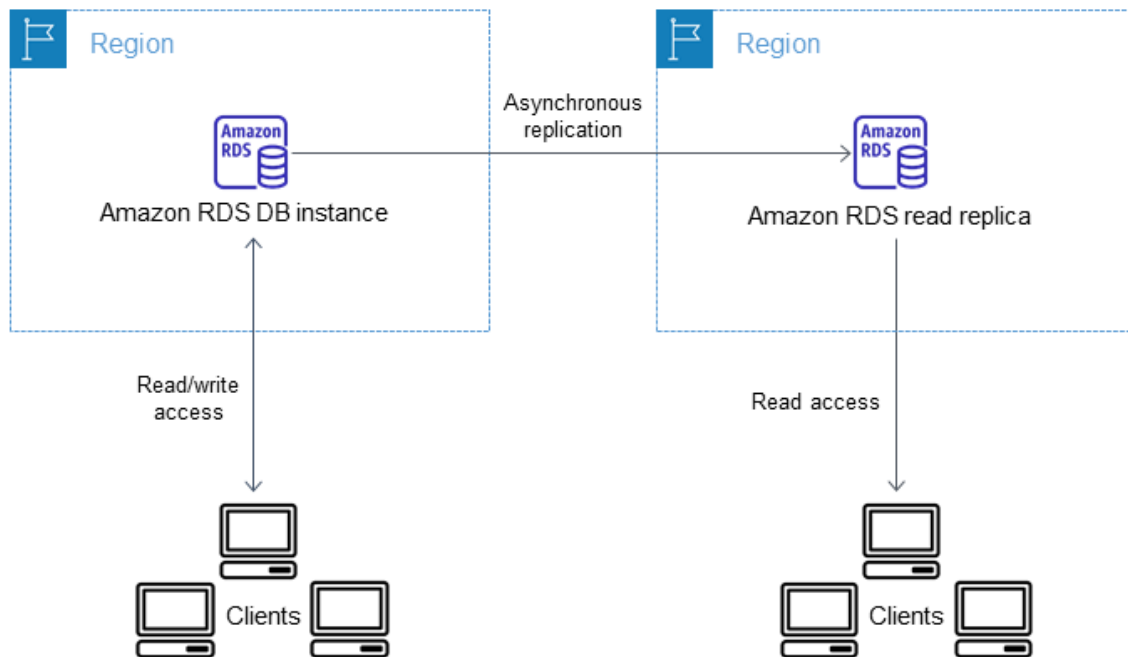 Region
Region
Asynchronous
replication
Amazon
RDS
Amazon
RDS
Amazon RDS DB instance
Amazon RDS read replica
Read/write
access
Read access
Clients
Clients